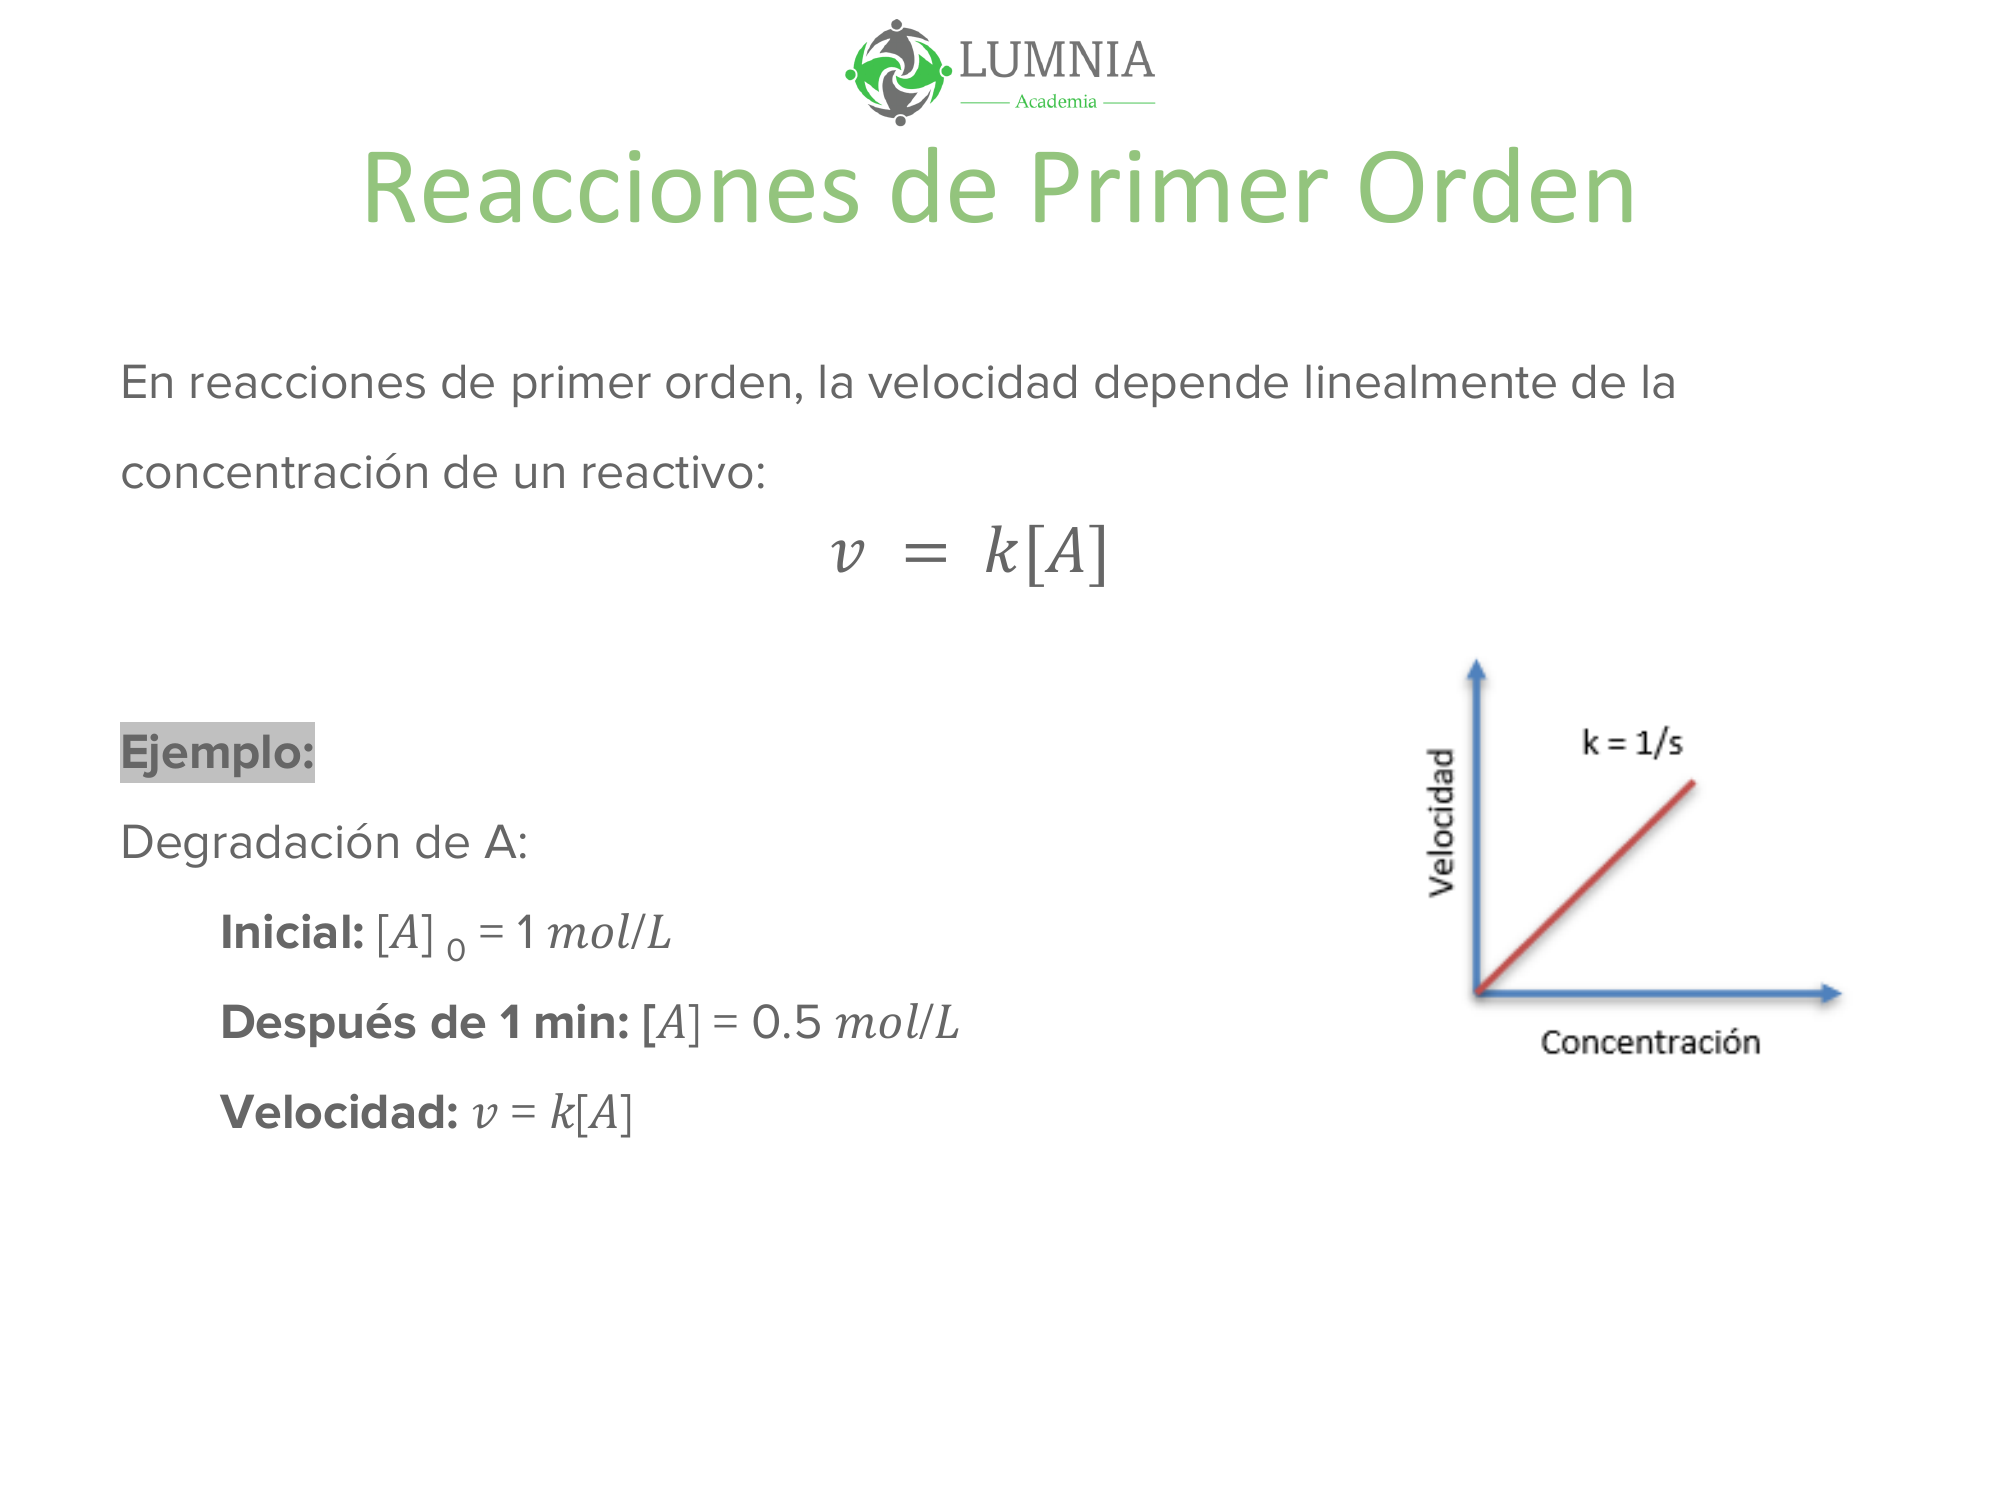 LUMNIA
Academia
Reacciones de Primer Orden
En reacciones de primer orden, la velocidad depende linealmente de la
concentración de un reactivo:
v = k[A]
Ejemplo:
Degradación de A:
Inicial: [A] ₀ = 1 mol/L
Después de 1 min: [A] = 0.5 mol/L
Velocidad: v = k[A]
k = 1/s
Velocidad
Concentración